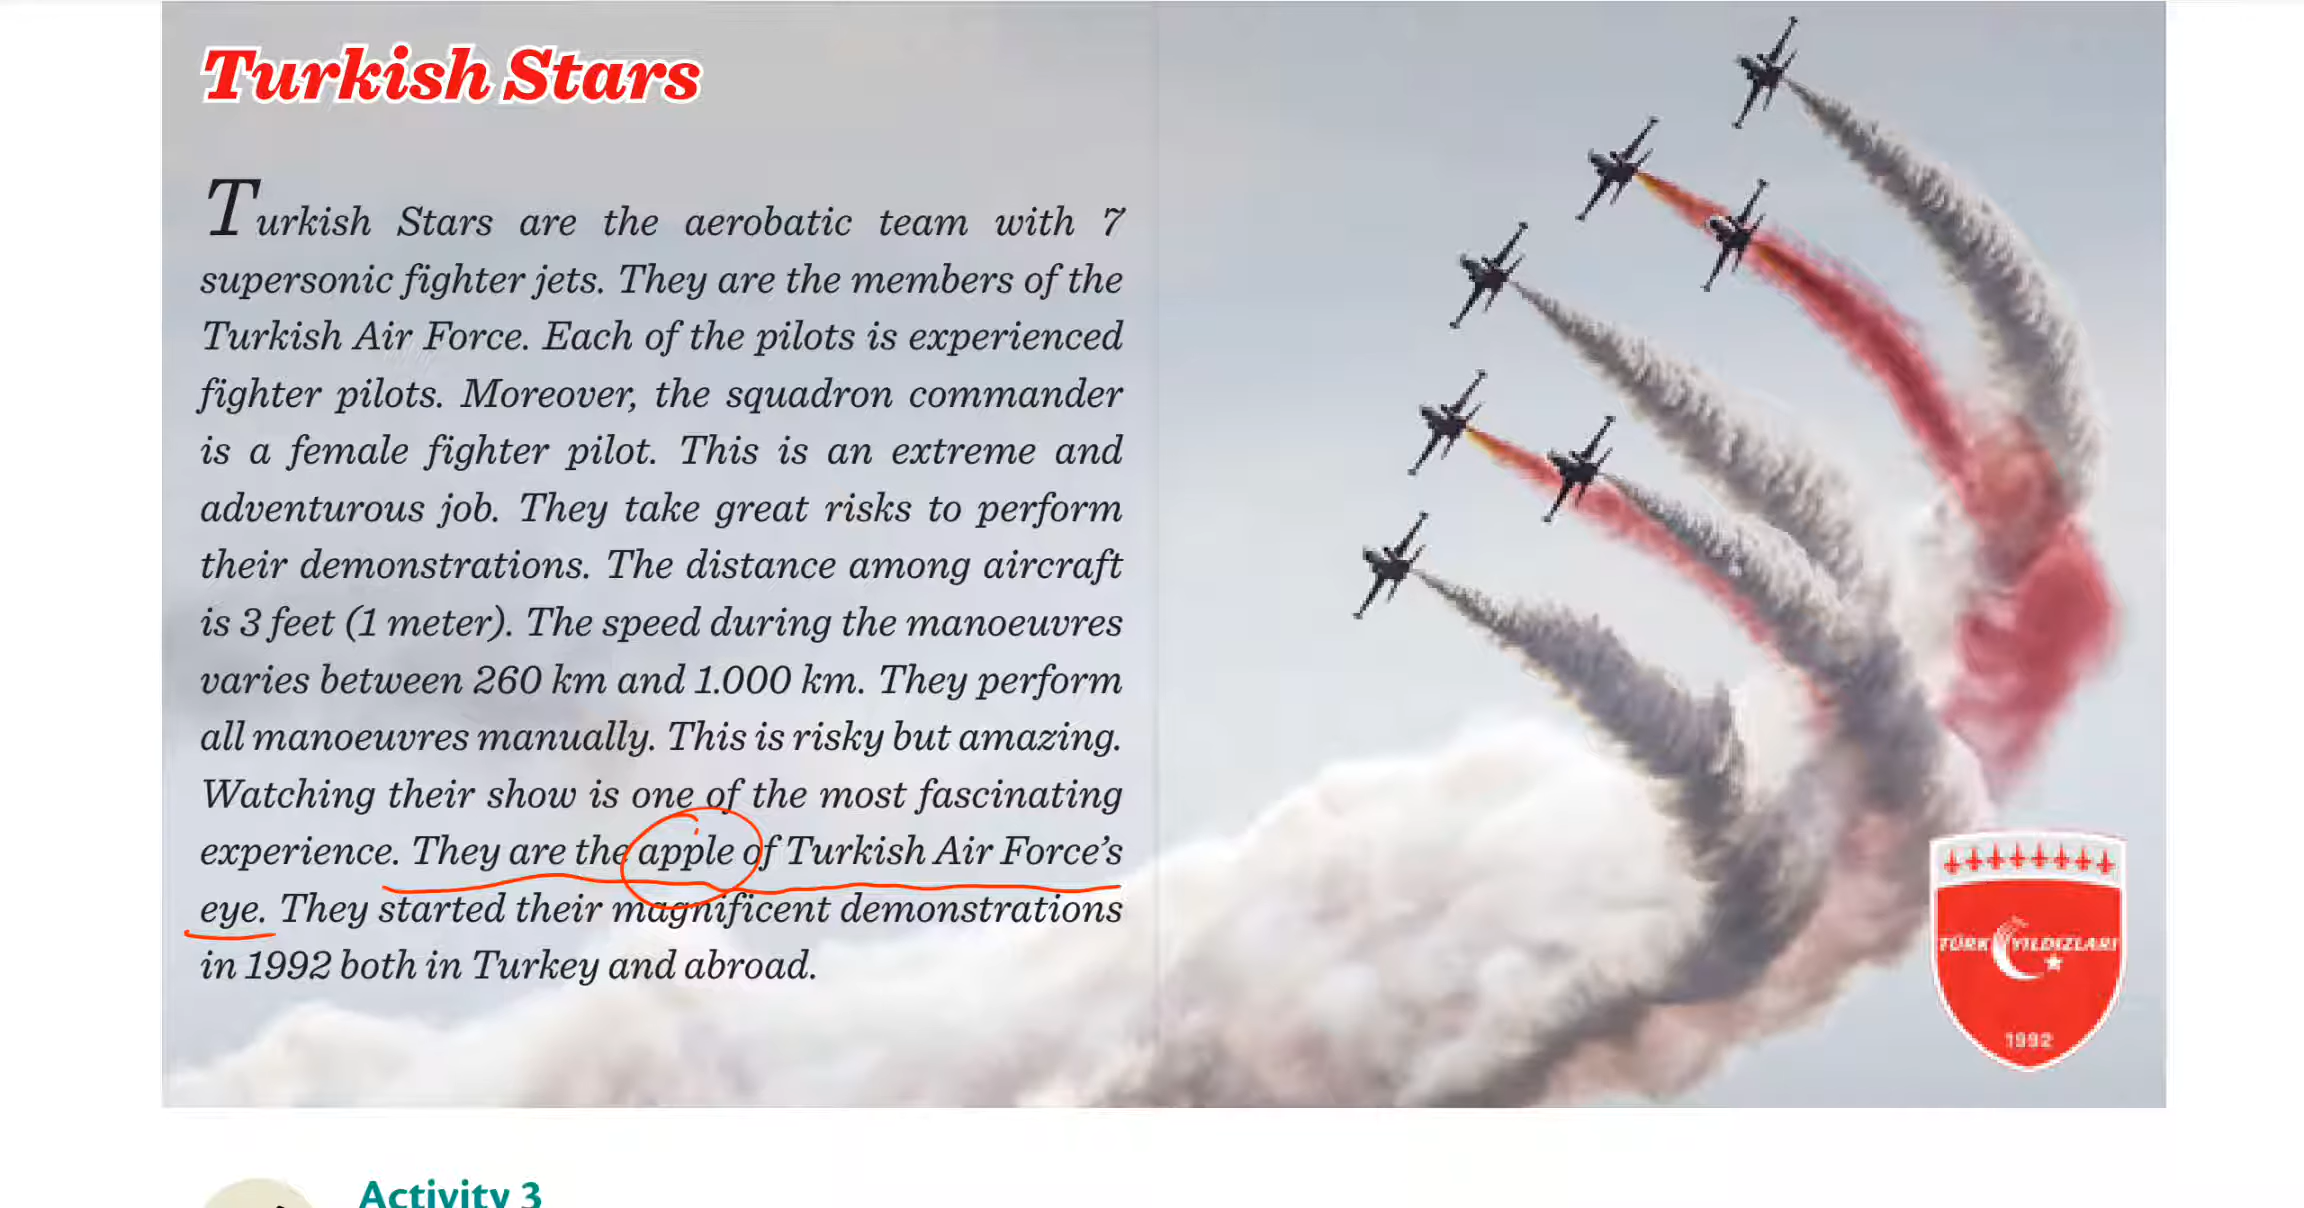 Turkish Stars
Turkish Stars are the aerobatic team with 7
supersonic fighter jets. They are the members of the
Turkish Air Force. Each of the pilots is experienced
fighter pilots. Moreover, the squadron commander
is a female fighter pilot. This is an extreme and
adventurous job. They take great risks to perform
their demonstrations. The distance among aircraft
is 3 feet (1 meter). The speed during the manoeuvres
varies between 260 km and 1.000 km. They perform
all manoeuvres manually. This is risky but amazing.
Watching their show is one of the most fascinating
experience. They are the apple of Turkish Air Force's
eye. They started their magnificent demonstrations
in 1992 both in Turkey and abroad.
TÜRK YILDIZLARI
1992
Activity 3